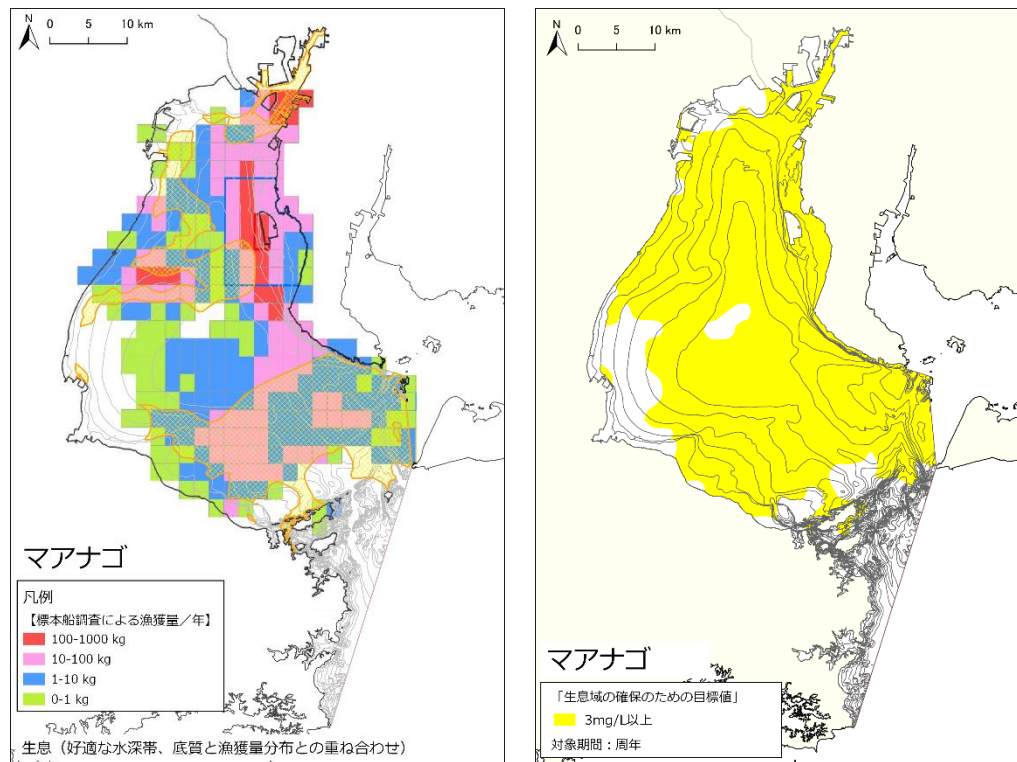 N
0 5 10 km
マアナゴ
凡例
【標本船調査による漁獲量／年】
100-1000 kg
10-100 kg
1-10 kg
0-1 kg
生息（好適な水深帯、底質と漁獲量分布との重ね合わせ）
N
0 5 10 km
マアナゴ
「生息域の確保のための目標値」
3mg/L以上
対象期間：周年